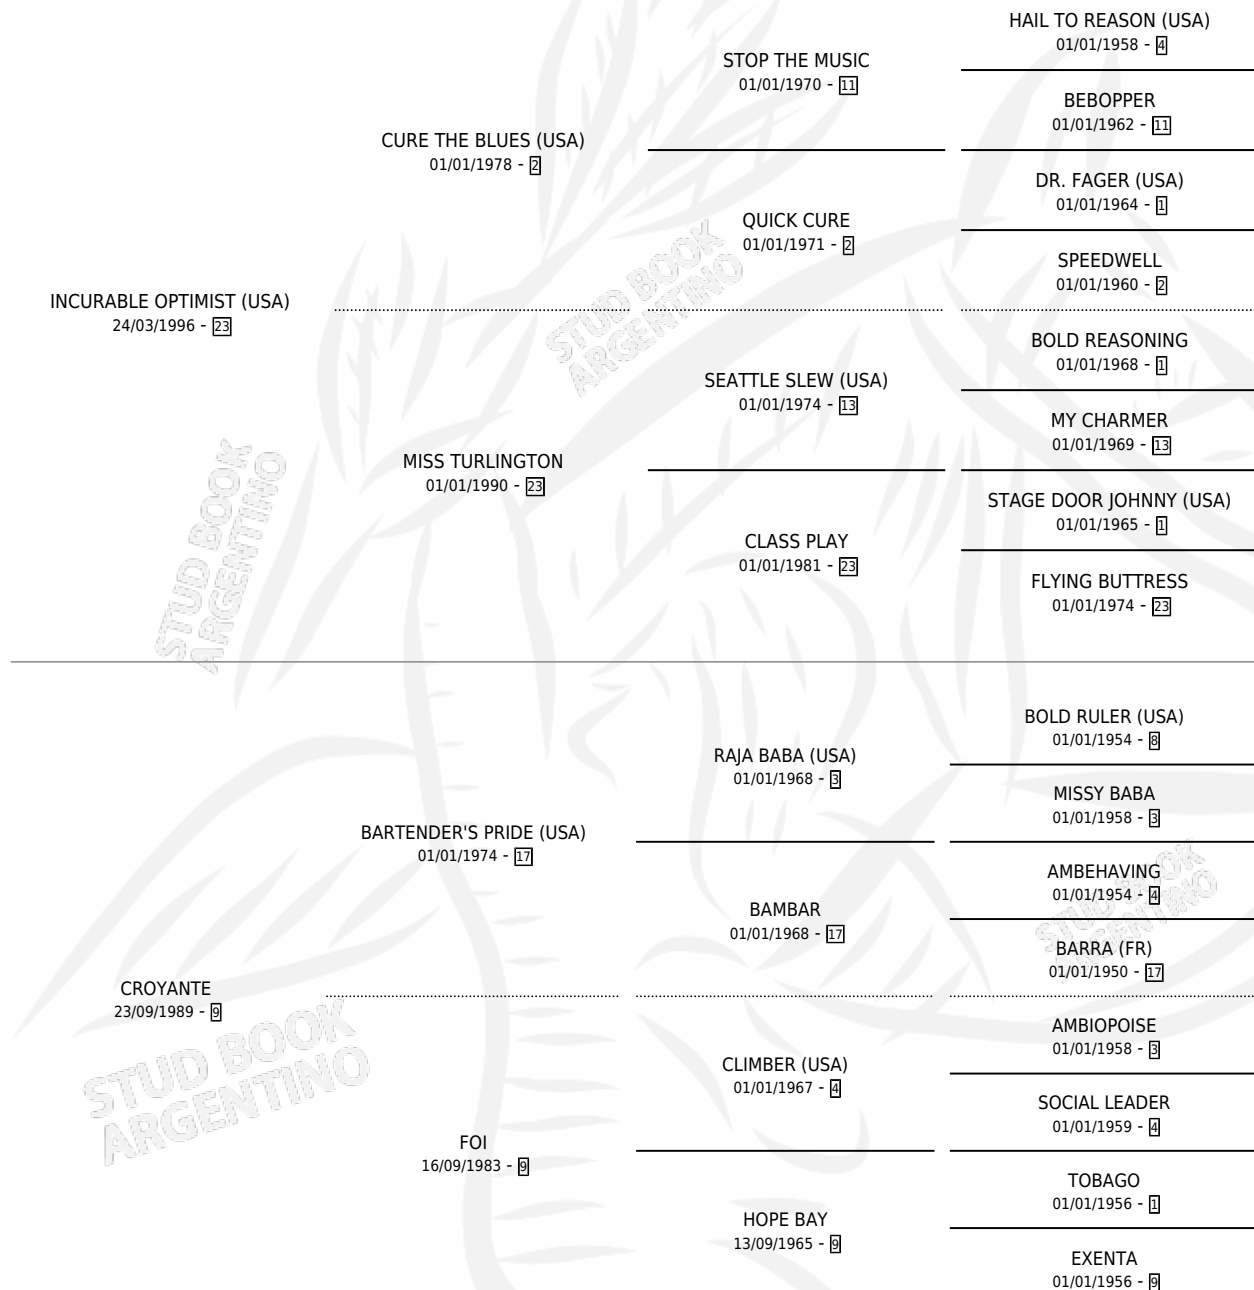 HAIL TO REASON (USA)
01/01/1958 - 4
STOP THE MUSIC
01/01/1970 - 11
BEBOPPER
01/01/1962 - 11
CURE THE BLUES (USA)
01/01/1978 - 2
DR. FAGER (USA)
01/01/1964 - 1
QUICK CURE
01/01/1971 - 2
SPEEDWELL
01/01/1960 - 2
INCURABLE OPTIMIST (USA)
24/03/1996 - 23
STUD BOOK
ARGENTINO
BOLD REASONING
01/01/1968 - 1
SEATTLE SLEW (USA)
01/01/1974 - 13
MY CHARMER
01/01/1969 - 13
MISS TURLINGTON
01/01/1990 - 23
STAGE DOOR JOHNNY (USA)
01/01/1965 - 1
CLASS PLAY
01/01/1981 - 23
FLYING BUTTRESS
01/01/1974 - 23
STUD BOOK
ARGENTINO
BOLD RULER (USA)
01/01/1954 - 8
RAJA BABA (USA)
01/01/1968 - 3
MISSY BABA
01/01/1958 - 3
BARTENDER'S PRIDE (USA)
01/01/1974 - 17
AMBEHAVING
01/01/1954 - 4
BAMBAR
01/01/1968 - 17
STUD BOOK
ARGENTINO
BARRA (FR)
01/01/1950 - 17
CROYANTE
23/09/1989 - 9
STUD BOOK
ARGENTINO
AMBIOPOISE
01/01/1958 - 3
CLIMBER (USA)
01/01/1967 - 4
SOCIAL LEADER
01/01/1959 - 4
FOI
16/09/1983 - 9
TOBAGO
01/01/1956 - 1
HOPE BAY
13/09/1965 - 9
EXENTA
01/01/1956 - 9